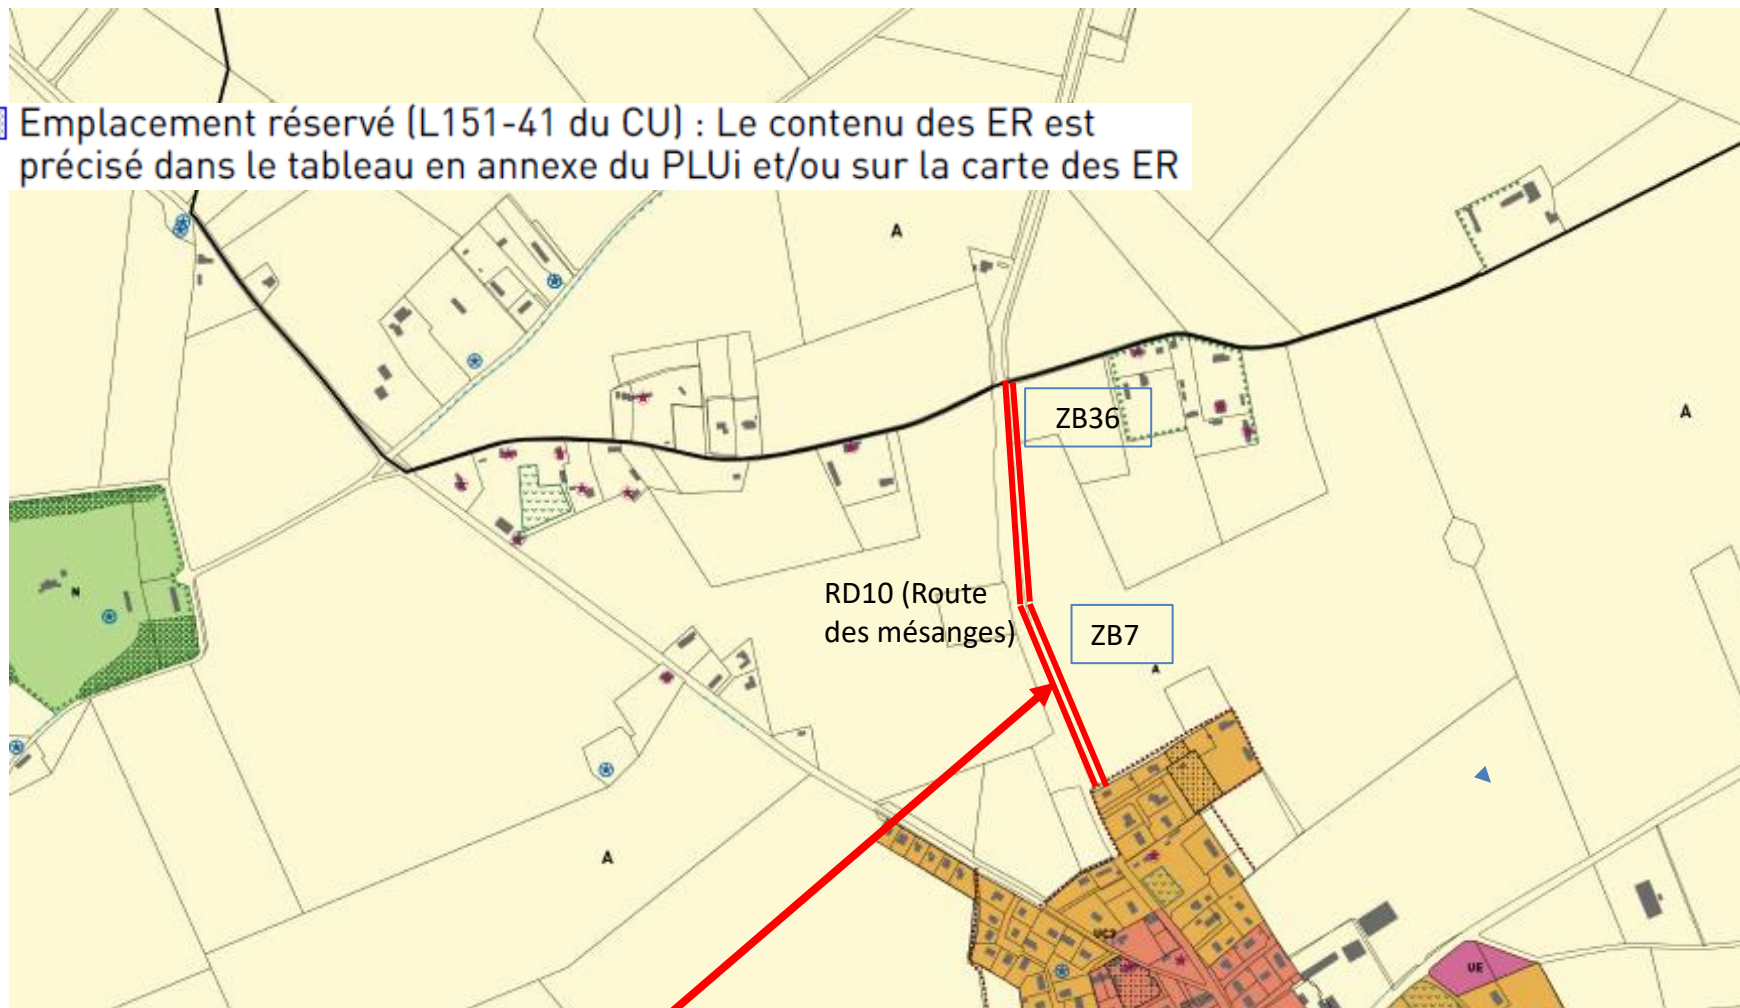 Emplacement réservé (L151-41 du CU) : Le contenu des ER est
précisé dans le tableau en annexe du PLUi et/ou sur la carte des ER
A
A
ZB36
N
RD10 (Route
des mésanges)
ZB7
A
A
UC2
UE